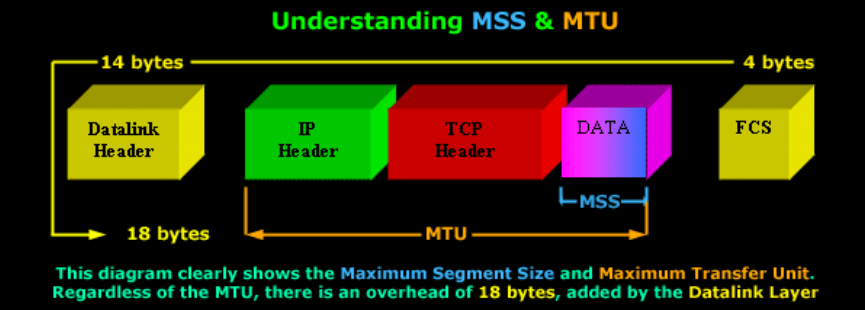 Understanding MSS & MTU
14 bytes
4 bytes
Datalink
Header
IP
Header
TCP
Header
DATA
FCS
MSS
18 bytes
MTU
This diagram clearly shows the Maximum Segment Size and Maximum Transfer Unit.
Regardless of the MTU, there is an overhead of 18 bytes, added by the Datalink Layer